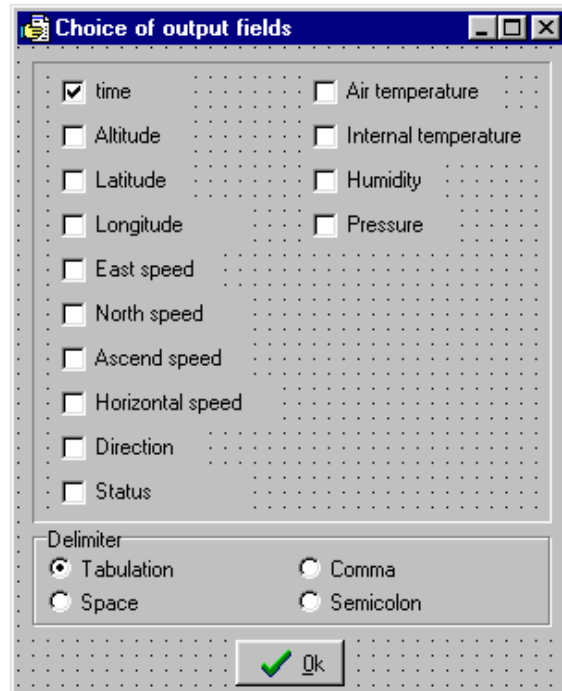 Choice of output fields
time
Altitude
Latitude
Longitude
East speed
North speed
Ascend speed
Horizontal speed
Direction
Status
Air temperature
Internal temperature
Humidity
Pressure
Delimiter
Tabulation
Space
Comma
Semicolon
Ok